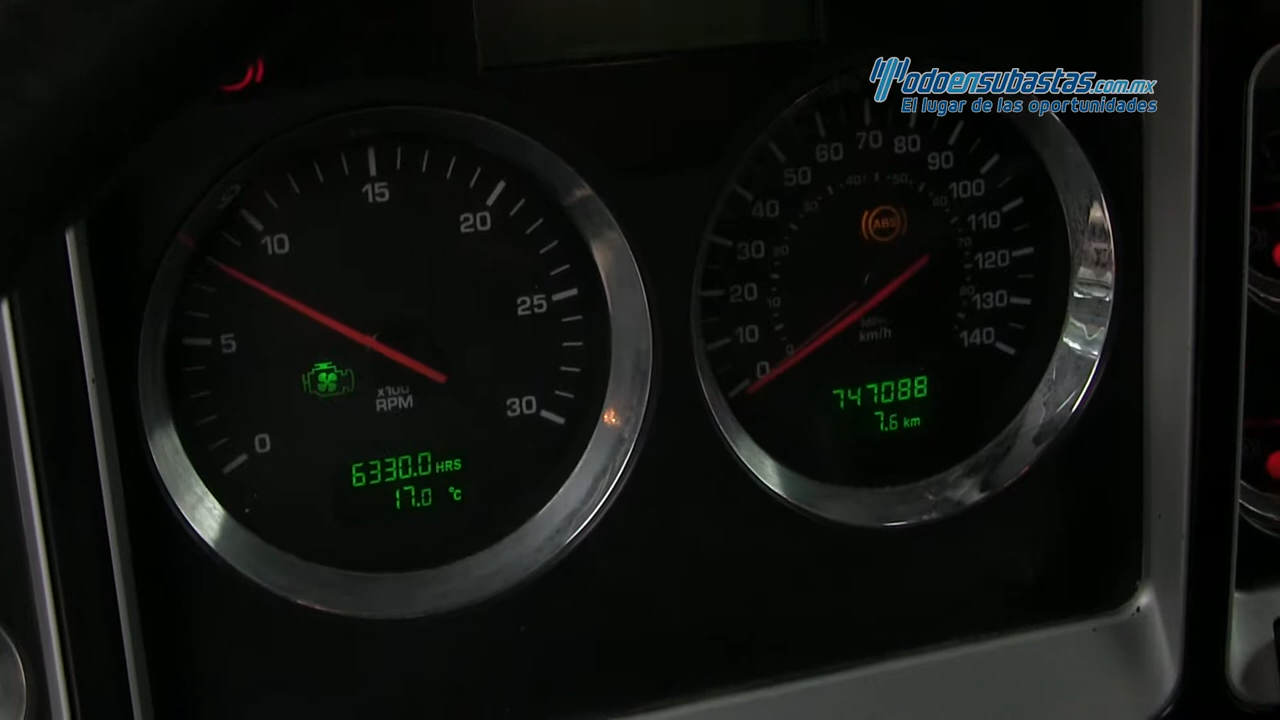 Todoensubastas.com.mx
El lugar de las oportunidades
0
5
10
15
20
25
30
x100
RPM
6330.0 HRS
17.0 °C
0
10
20
30
40
50
60
70
80
90
100
110
120
130
140
ABS
MPH
km/h
747088
7.6 km